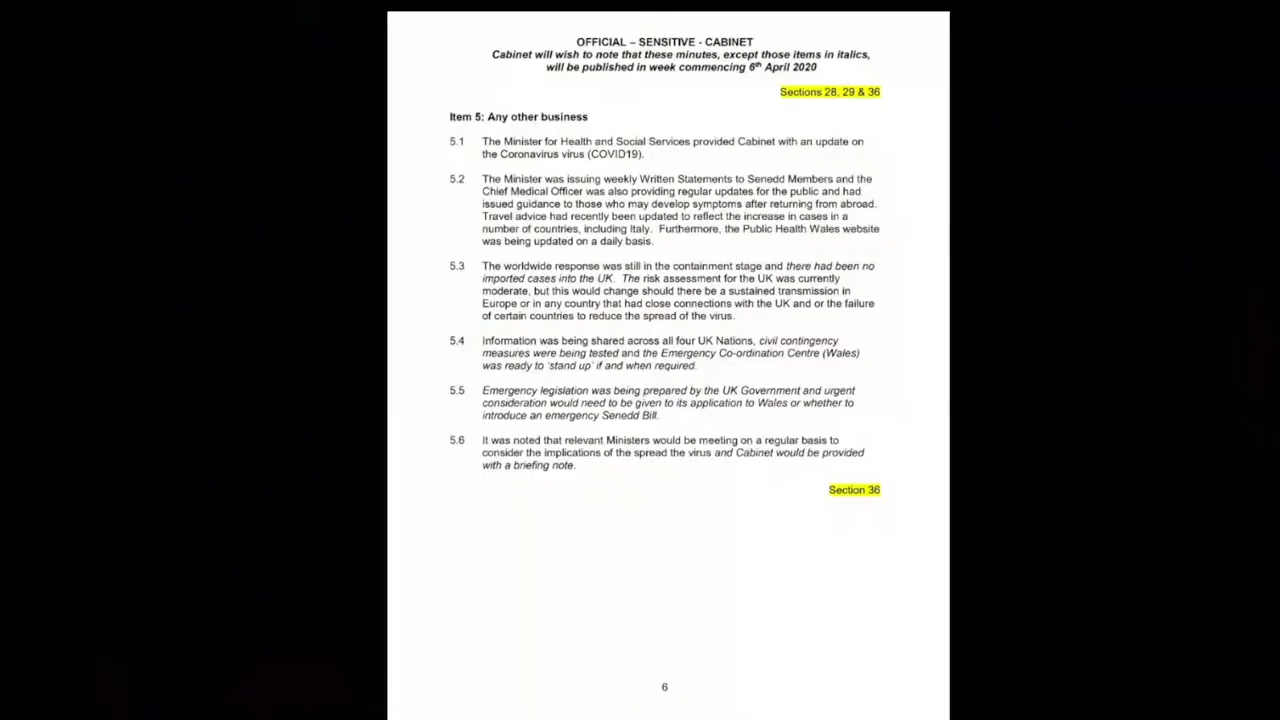 OFFICIAL – SENSITIVE - CABINET
Cabinet will wish to note that these minutes, except those items in italics,
will be published in week commencing 6th April 2020
Sections 28, 29 & 36
Item 5: Any other business
5.1 The Minister for Health and Social Services provided Cabinet with an update on
the Coronavirus virus (COVID19).
5.2 The Minister was issuing weekly Written Statements to Senedd Members and the
Chief Medical Officer was also providing regular updates for the public and had
issued guidance to those who may develop symptoms after returning from abroad.
Travel advice had recently been updated to reflect the increase in cases in a
number of countries, including Italy. Furthermore, the Public Health Wales website
was being updated on a daily basis.
5.3 The worldwide response was still in the containment stage and there had been no
imported cases into the UK. The risk assessment for the UK was currently
moderate, but this would change should there be a sustained transmission in
Europe or in any country that had close connections with the UK and or the failure
of certain countries to reduce the spread of the virus.
5.4 Information was being shared across all four UK Nations, civil contingency
measures were being tested and the Emergency Co-ordination Centre (Wales)
was ready to 'stand up' if and when required.
5.5 Emergency legislation was being prepared by the UK Government and urgent
consideration would need to be given to its application to Wales or whether to
introduce an emergency Senedd Bill.
5.6 It was noted that relevant Ministers would be meeting on a regular basis to
consider the implications of the spread the virus and Cabinet would be provided
with a briefing note.
Section 36
6